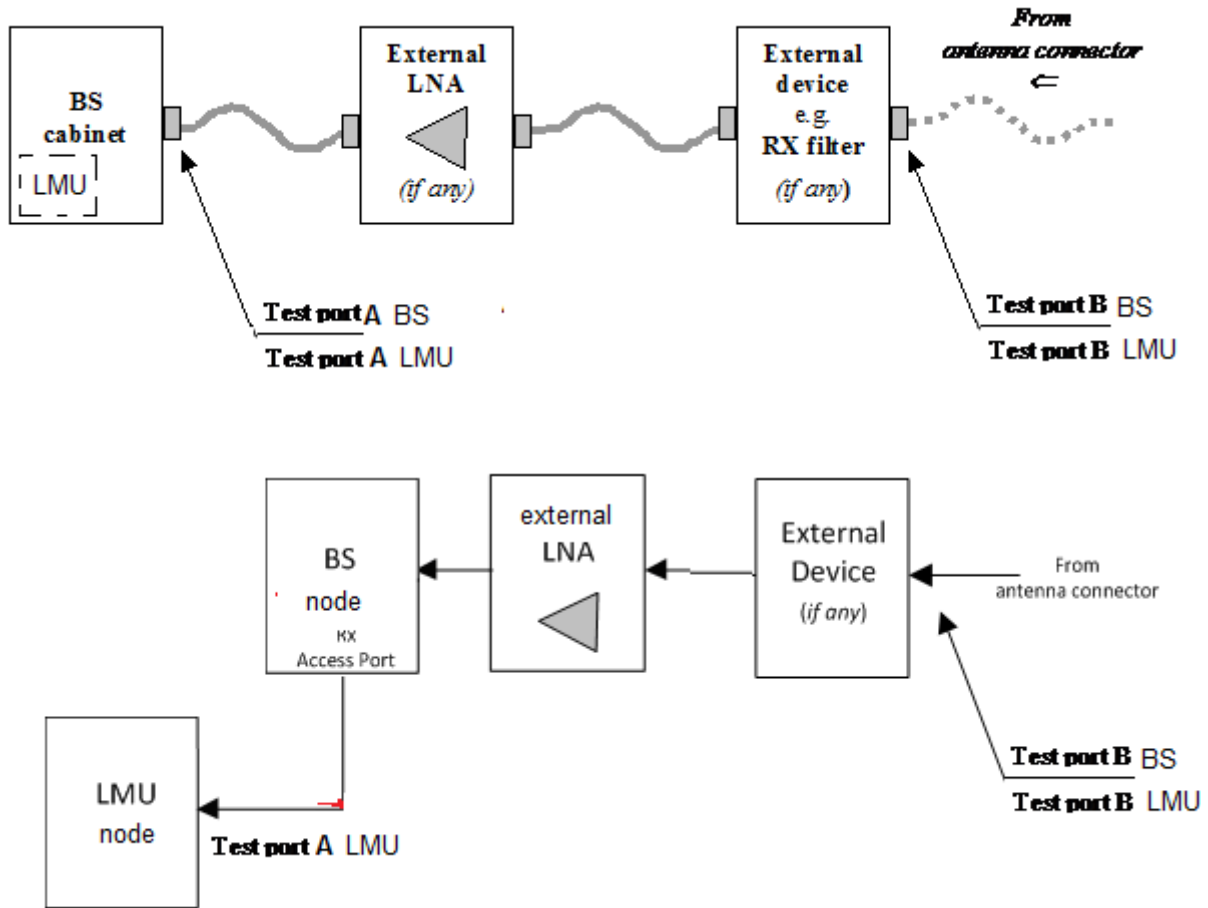 From
antenna connector
⇐
BS
cabinet
LMU
External
LNA
(if any)
External
device
e.g.
RX filter
(if any)
Test port A BS
Test port A LMU
Test port B BS
Test port B LMU
BS
node
RX
Access Port
external
LNA
External
Device
(if any)
From
antenna connector
LMU
node
Test port A LMU
Test port B BS
Test port B LMU